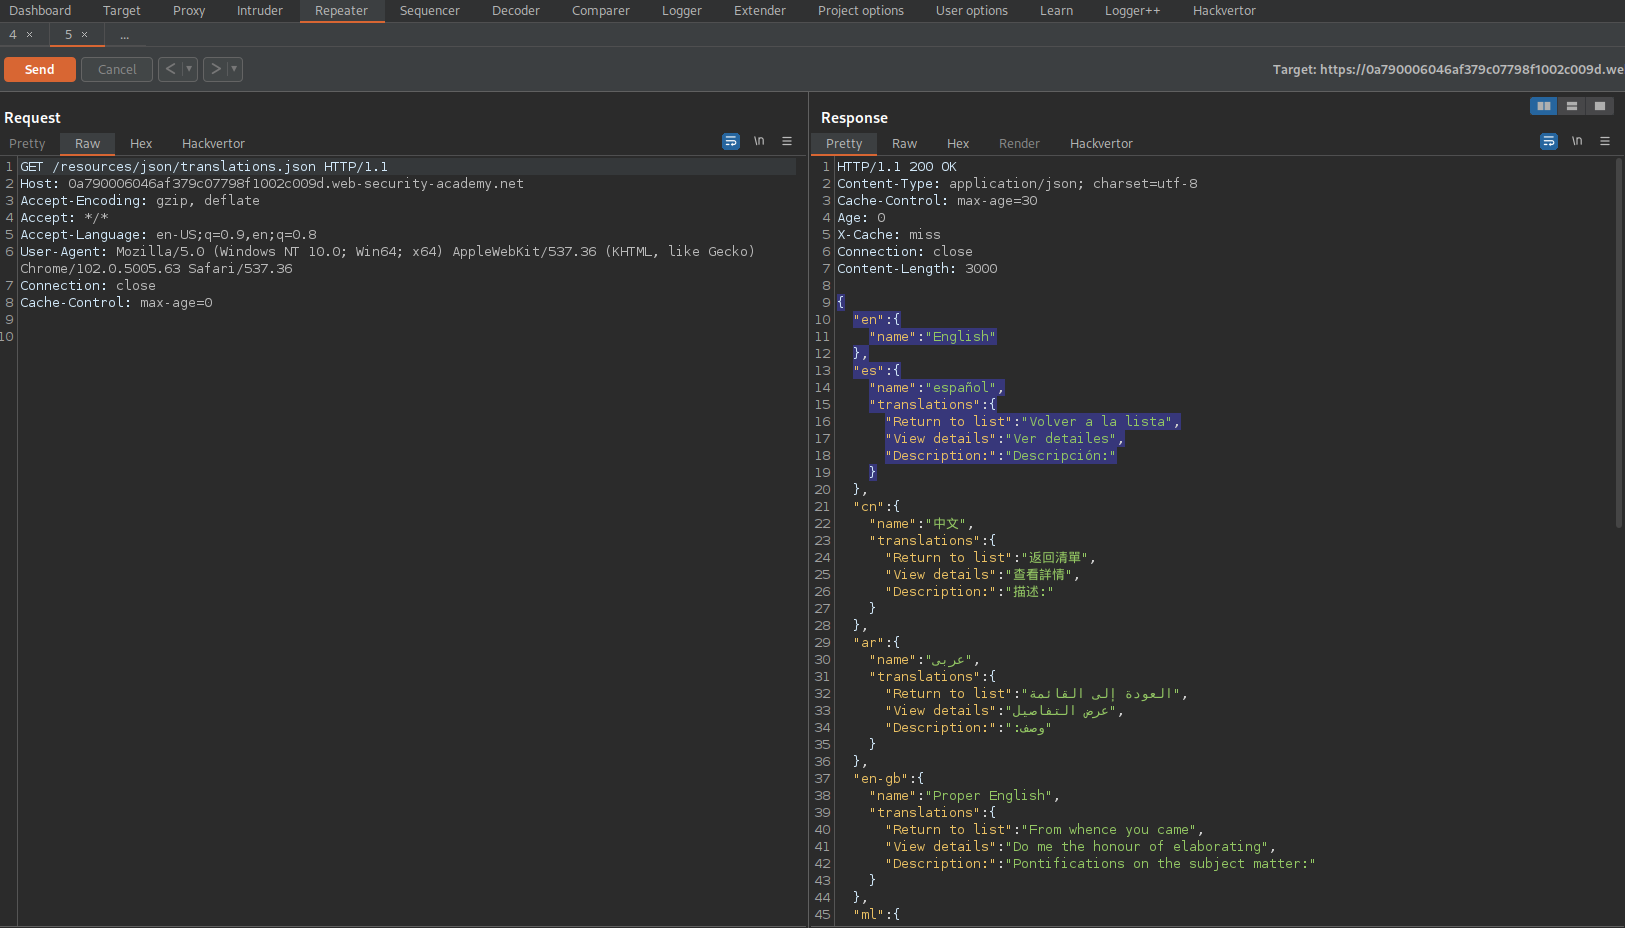 Dashboard Target Proxy Intruder Repeater Sequencer Decoder Comparer Logger Extender Project options User options Learn Logger++ Hackvertor
4 × 5 × ...
Send Cancel < > Target: https://0a790006046af379c07798f1002c009d.we
Request
Pretty Raw Hex Hackvertor \n
1 GET /resources/json/translations.json HTTP/1.1
2 Host: 0a790006046af379c07798f1002c009d.web-security-academy.net
3 Accept-Encoding: gzip, deflate
4 Accept: */*
5 Accept-Language: en-US;q=0.9,en;q=0.8
6 User-Agent: Mozilla/5.0 (Windows NT 10.0; Win64; x64) AppleWebKit/537.36 (KHTML, like Gecko)
Chrome/102.0.5005.63 Safari/537.36
7 Connection: close
8 Cache-Control: max-age=0
9
10
Response
Pretty Raw Hex Render Hackvertor \n
1 HTTP/1.1 200 OK
2 Content-Type: application/json; charset=utf-8
3 Cache-Control: max-age=30
4 Age: 0
5 X-Cache: miss
6 Connection: close
7 Content-Length: 3000
8
9 {
10 "en":{
11 "name":"English"
12 },
13 "es":{
14 "name":"español",
15 "translations":{
16 "Return to list":"Volver a la lista",
17 "View details":"Ver detailes",
18 "Description:":"Descripción:"
19 }
20 },
21 "cn":{
22 "name":"中文",
23 "translations":{
24 "Return to list":"返回清單",
25 "View details":"查看詳情",
26 "Description:":"描述:"
27 }
28 },
29 "ar":{
30 "name":"عربى",
31 "translations":{
32 "Return to list":"العودة إلى القائمة",
33 "View details":"عرض التفاصيل",
34 "Description:":"وصف:"
35 }
36 },
37 "en-gb":{
38 "name":"Proper English",
39 "translations":{
40 "Return to list":"From whence you came",
41 "View details":"Do me the honour of elaborating",
42 "Description:":"Pontifications on the subject matter:"
43 }
44 },
45 "ml":{